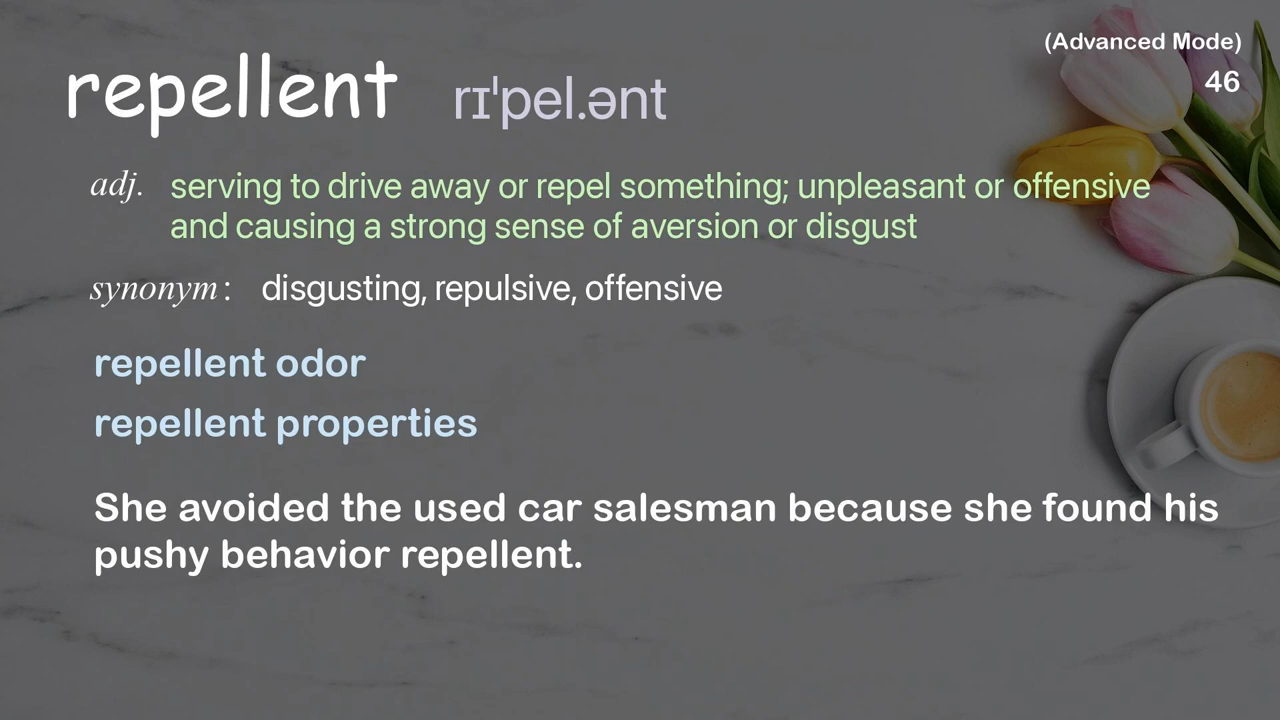 (Advanced Mode)
46
repellent rɪˈpel.ənt
adj. serving to drive away or repel something; unpleasant or offensive
and causing a strong sense of aversion or disgust
synonym: disgusting, repulsive, offensive
repellent odor
repellent properties
She avoided the used car salesman because she found his
pushy behavior repellent.